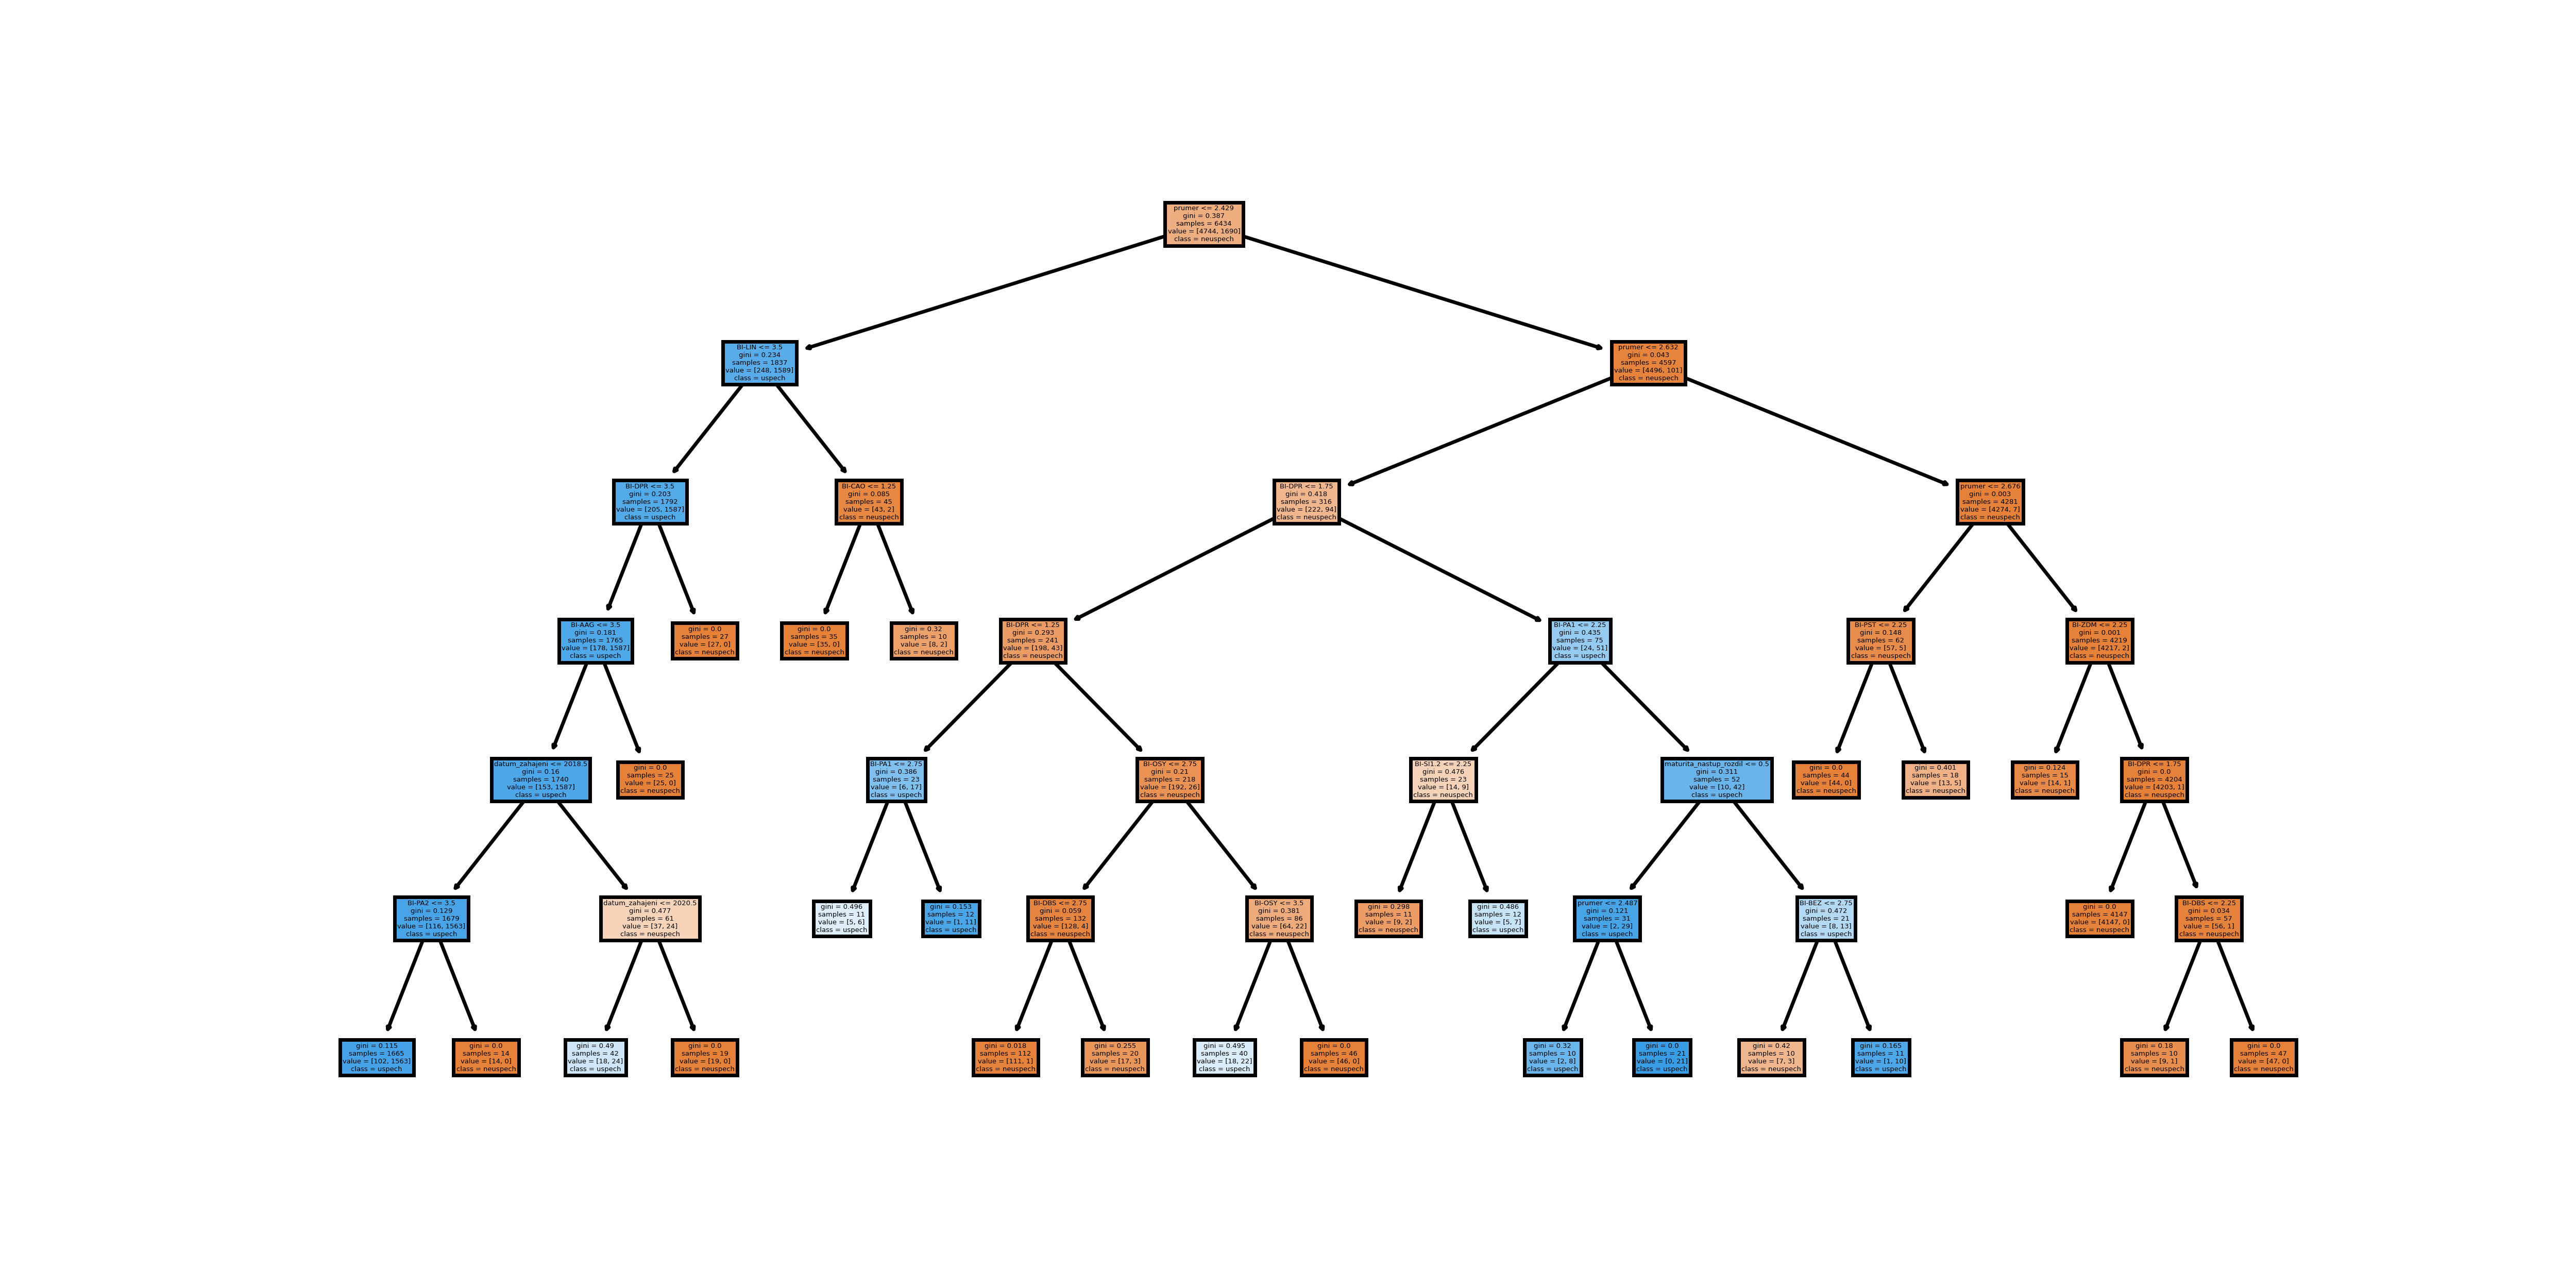 prumer <= 2.429
gini = 0.387
samples = 6434
value = [4744, 1690]
class = neuspech
BI-LIN <= 3.5
gini = 0.234
samples = 1837
value = [248, 1589]
class = uspech
prumer <= 2.632
gini = 0.043
samples = 4597
value = [4496, 101]
class = neuspech
BI-DPR <= 3.5
gini = 0.203
samples = 1792
value = [205, 1587]
class = uspech
BI-CAO <= 1.25
gini = 0.085
samples = 45
value = [43, 2]
class = neuspech
BI-DPR <= 1.75
gini = 0.418
samples = 316
value = [222, 94]
class = neuspech
prumer <= 2.676
gini = 0.003
samples = 4281
value = [4274, 7]
class = neuspech
BI-AAG <= 3.5
gini = 0.181
samples = 1765
value = [178, 1587]
class = uspech
gini = 0.0
samples = 27
value = [27, 0]
class = neuspech
gini = 0.0
samples = 35
value = [35, 0]
class = neuspech
gini = 0.32
samples = 10
value = [8, 2]
class = neuspech
BI-DPR <= 1.25
gini = 0.293
samples = 241
value = [198, 43]
class = neuspech
BI-PA1 <= 2.25
gini = 0.435
samples = 75
value = [24, 51]
class = uspech
BI-PST <= 2.25
gini = 0.148
samples = 62
value = [57, 5]
class = neuspech
BI-ZDM <= 2.25
gini = 0.001
samples = 4219
value = [4217, 2]
class = neuspech
datum_zahajeni <= 2018.5
gini = 0.16
samples = 1740
value = [153, 1587]
class = uspech
gini = 0.0
samples = 25
value = [25, 0]
class = neuspech
BI-PA1 <= 2.75
gini = 0.386
samples = 23
value = [6, 17]
class = uspech
BI-OSY <= 2.75
gini = 0.21
samples = 218
value = [192, 26]
class = neuspech
BI-SI1.2 <= 2.25
gini = 0.476
samples = 23
value = [14, 9]
class = neuspech
maturita_nastup_rozdil <= 0.5
gini = 0.311
samples = 52
value = [10, 42]
class = uspech
gini = 0.0
samples = 44
value = [44, 0]
class = neuspech
gini = 0.401
samples = 18
value = [13, 5]
class = neuspech
gini = 0.124
samples = 15
value = [14, 1]
class = neuspech
BI-DPR <= 1.75
gini = 0.0
samples = 4204
value = [4203, 1]
class = neuspech
BI-PA2 <= 3.5
gini = 0.129
samples = 1679
value = [116, 1563]
class = uspech
datum_zahajeni <= 2020.5
gini = 0.477
samples = 61
value = [37, 24]
class = neuspech
gini = 0.496
samples = 11
value = [5, 6]
class = uspech
gini = 0.153
samples = 12
value = [1, 11]
class = uspech
BI-DBS <= 2.75
gini = 0.059
samples = 132
value = [128, 4]
class = neuspech
BI-OSY <= 3.5
gini = 0.381
samples = 86
value = [64, 22]
class = neuspech
gini = 0.298
samples = 11
value = [9, 2]
class = neuspech
gini = 0.486
samples = 12
value = [5, 7]
class = uspech
prumer <= 2.487
gini = 0.121
samples = 31
value = [2, 29]
class = uspech
BI-BEZ <= 2.75
gini = 0.472
samples = 21
value = [8, 13]
class = uspech
gini = 0.0
samples = 4147
value = [4147, 0]
class = neuspech
BI-DBS <= 2.25
gini = 0.034
samples = 57
value = [56, 1]
class = neuspech
gini = 0.115
samples = 1665
value = [102, 1563]
class = uspech
gini = 0.0
samples = 14
value = [14, 0]
class = neuspech
gini = 0.49
samples = 42
value = [18, 24]
class = uspech
gini = 0.0
samples = 19
value = [19, 0]
class = neuspech
gini = 0.018
samples = 112
value = [111, 1]
class = neuspech
gini = 0.255
samples = 20
value = [17, 3]
class = neuspech
gini = 0.495
samples = 40
value = [18, 22]
class = uspech
gini = 0.0
samples = 46
value = [46, 0]
class = neuspech
gini = 0.32
samples = 10
value = [2, 8]
class = uspech
gini = 0.0
samples = 21
value = [0, 21]
class = uspech
gini = 0.42
samples = 10
value = [7, 3]
class = neuspech
gini = 0.165
samples = 11
value = [1, 10]
class = uspech
gini = 0.18
samples = 10
value = [9, 1]
class = neuspech
gini = 0.0
samples = 47
value = [47, 0]
class = neuspech